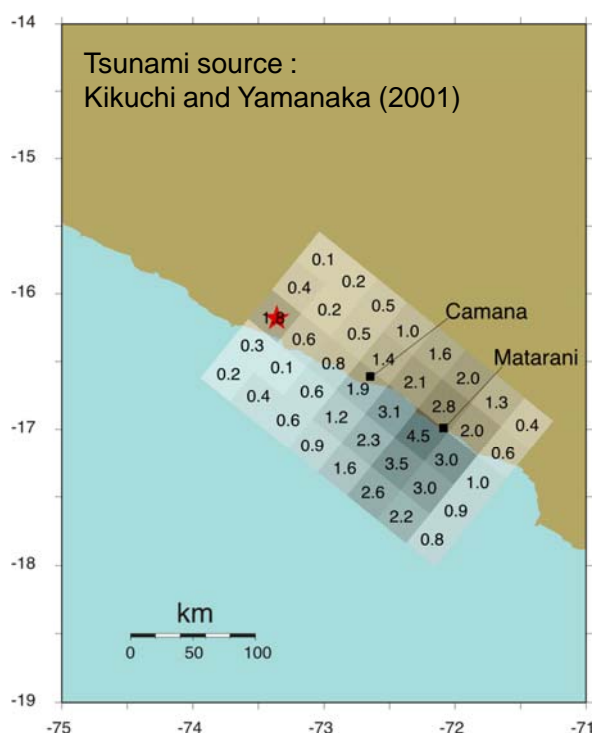 -14
Tsunami source :
Kikuchi and Yamanaka (2001)
-15
0.1
0.4 0.2
-16
0.2 0.5
Camana
1.8
0.6 0.5 1.0
0.3
Matarani
0.2 0.1 0.8 1.4 1.6
0.4 0.6 1.9 2.1 2.0
0.6 1.2 3.1 2.8 1.3
-17
0.9 2.3 4.5 2.0 0.4
1.6 3.5 3.0 0.6
2.6 3.0 1.0
2.2 0.9
0.8
-18
km
0 50 100
-19
-75 -74 -73 -72 -71